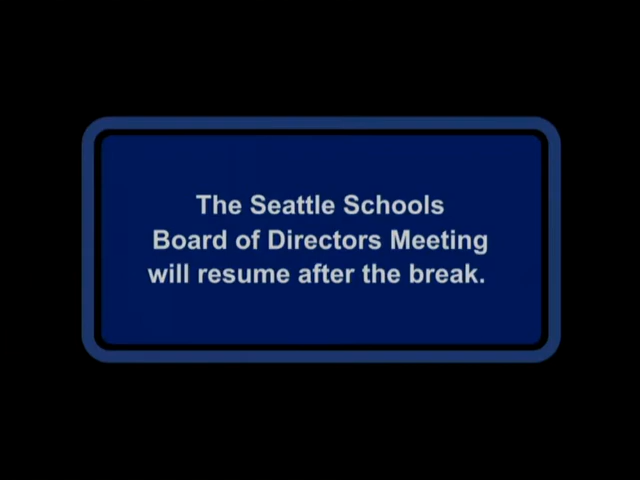 The Seattle Schools
Board of Directors Meeting
will resume after the break.